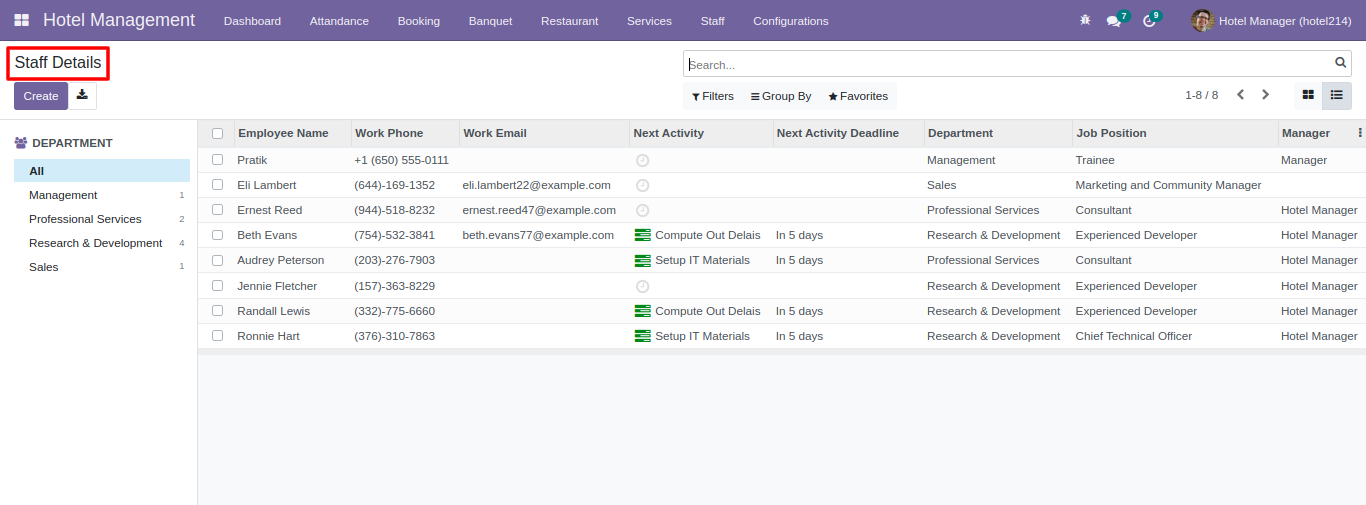 Hotel Management Dashboard Attendance Booking Banquet Restaurant Services Staff Configurations 7 9 Hotel Manager (hotel214)
Staff Details
Search...
Create
Filters Group By Favorites 1-8 / 8
DEPARTMENT
All
Management 1
Professional Services 2
Research & Development 4
Sales 1
Employee Name Work Phone Work Email Next Activity Next Activity Deadline Department Job Position Manager
Pratik +1 (650) 555-0111 Management Trainee Manager
Eli Lambert (644)-169-1352 eli.lambert22@example.com Sales Marketing and Community Manager
Ernest Reed (944)-518-8232 ernest.reed47@example.com Professional Services Consultant Hotel Manager
Beth Evans (754)-532-3841 beth.evans77@example.com Compute Out Delais In 5 days Research & Development Experienced Developer Hotel Manager
Audrey Peterson (203)-276-7903 Setup IT Materials In 5 days Professional Services Consultant Hotel Manager
Jennie Fletcher (157)-363-8229 Research & Development Experienced Developer Hotel Manager
Randall Lewis (332)-775-6660 Compute Out Delais In 5 days Research & Development Experienced Developer Hotel Manager
Ronnie Hart (376)-310-7863 Setup IT Materials In 5 days Research & Development Chief Technical Officer Hotel Manager